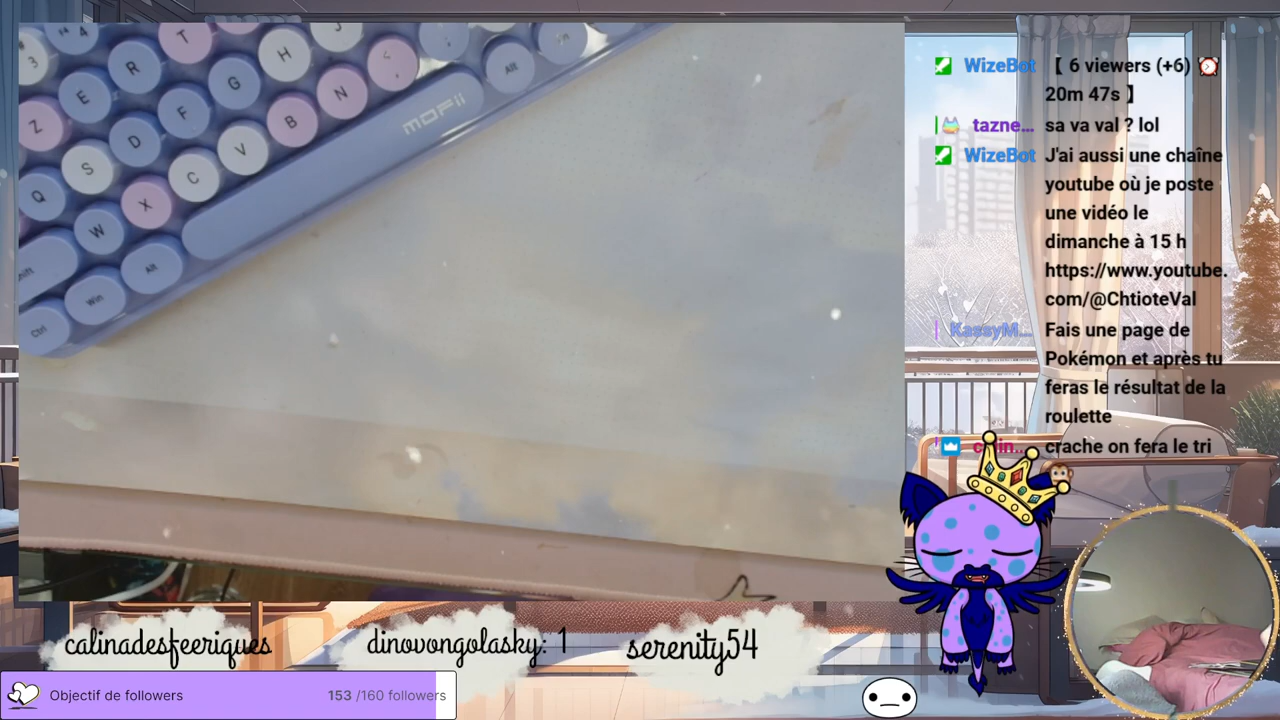 3
4
T
H
J
R
G
N
Alt
E
F
B
MOFii
Z
D
V
S
C
Q
X
W
Alt
Win
Ctrl
WizeBot 【 6 viewers (+6) ⏰
20m 47s 】
tazne... sa va val ? lol
WizeBot J'ai aussi une chaîne
youtube où je poste
une vidéo le
dimanche à 15 h
https://www.youtube.
com/@ChtioteVal
KassyM... Fais une page de
Pokémon et après tu
feras le résultat de la
roulette
crache on fera le tri
calinadesfeeriques
dinovongolasky: 1
serenity54
Objectif de followers 153 /160 followers